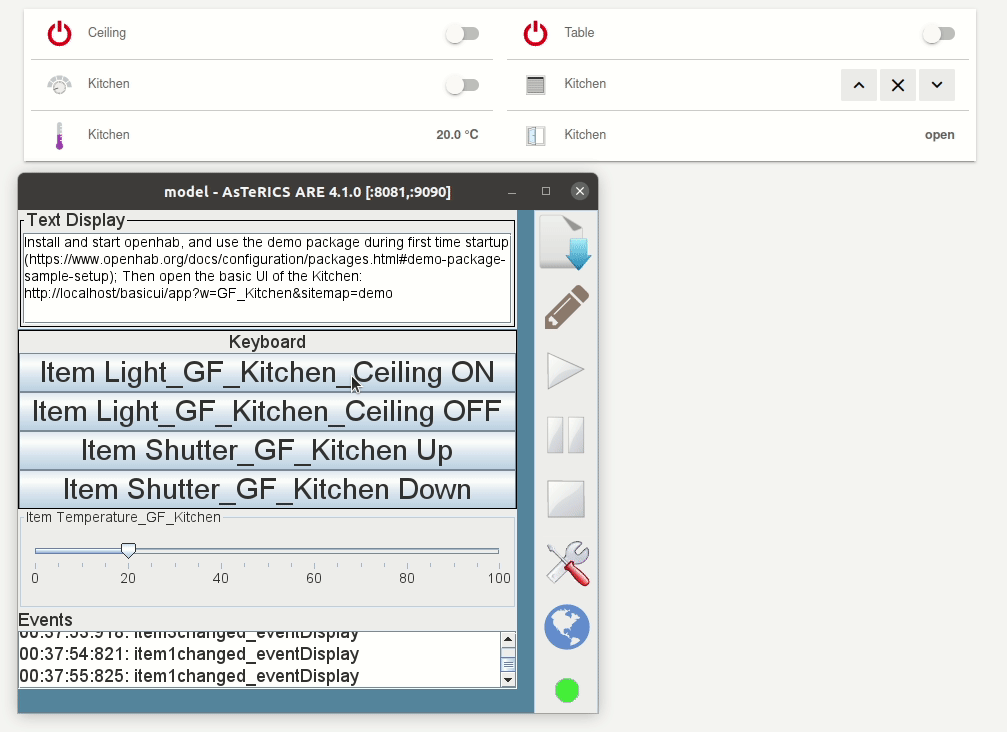 Ceiling
Table
Kitchen
Kitchen
Kitchen
20.0 °C
Kitchen
open
model - AsTeRICS ARE 4.1.0 [:8081,:9090]
Text Display
Install and start openhab, and use the demo package during first time startup
(https://www.openhab.org/docs/configuration/packages.html#demo-package-
sample-setup); Then open the basic UI of the Kitchen:
http://localhost/basicui/app?w=GF_Kitchen&sitemap=demo
Keyboard
Item Light_GF_Kitchen_Ceiling ON
Item Light_GF_Kitchen_Ceiling OFF
Item Shutter_GF_Kitchen Up
Item Shutter_GF_Kitchen Down
Item Temperature_GF_Kitchen
0 20 40 60 80 100
Events
00:37:53:918: item3changed_eventDisplay
00:37:54:821: item1changed_eventDisplay
00:37:55:825: item1changed_eventDisplay